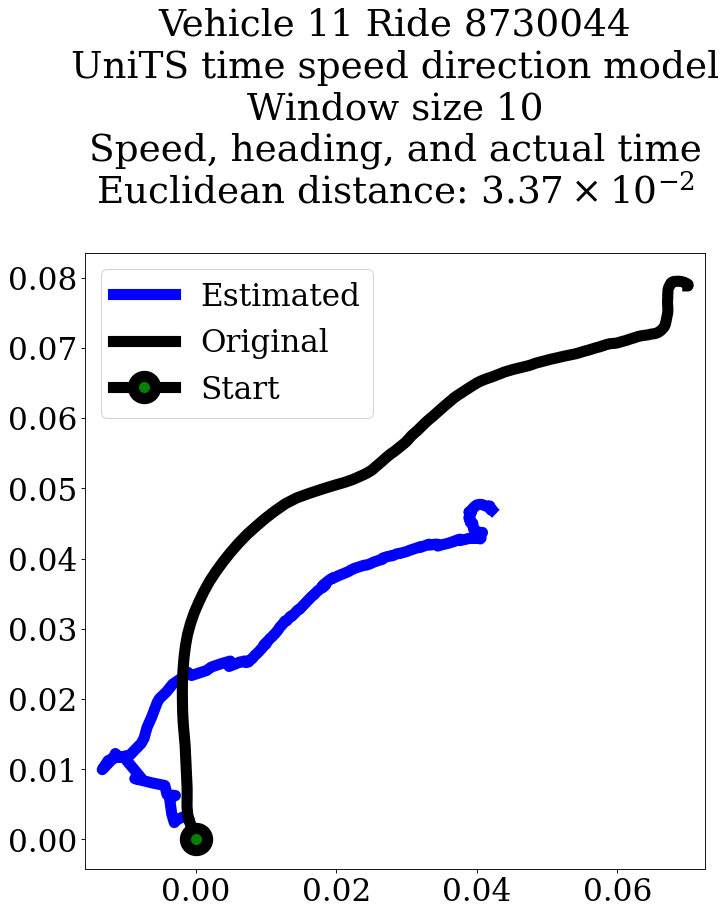 Vehicle 11 Ride 8730044
UniTS time speed direction model
Window size 10
Speed, heading, and actual time
Euclidean distance: 3.37 × 10⁻²
Estimated
Original
Start
0.08
0.07
0.06
0.05
0.04
0.03
0.02
0.01
0.00
0.00 0.02 0.04 0.06